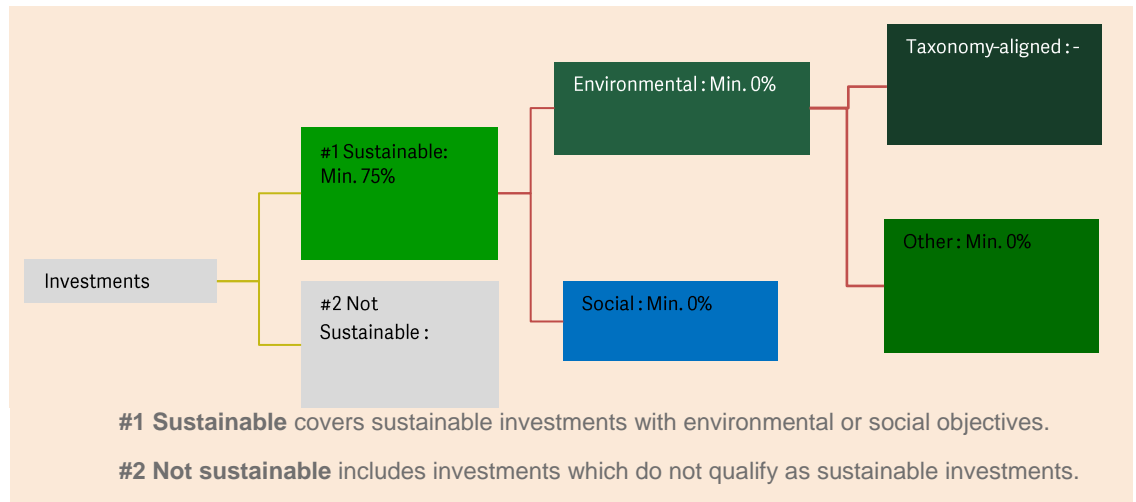 Taxonomy-aligned : -
Environmental : Min. 0%
#1 Sustainable:
Min. 75%
Other : Min. 0%
Investments
#2 Not
Sustainable :
Social : Min. 0%
#1 Sustainable covers sustainable investments with environmental or social objectives.
#2 Not sustainable includes investments which do not qualify as sustainable investments.